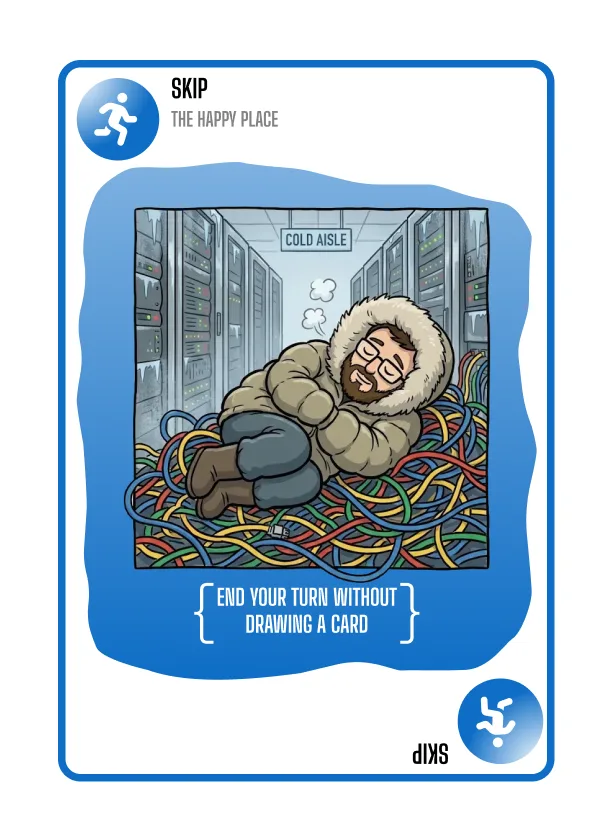 SKIP
THE HAPPY PLACE
COLD AISLE
END YOUR TURN WITHOUT
DRAWING A CARD
SKIP